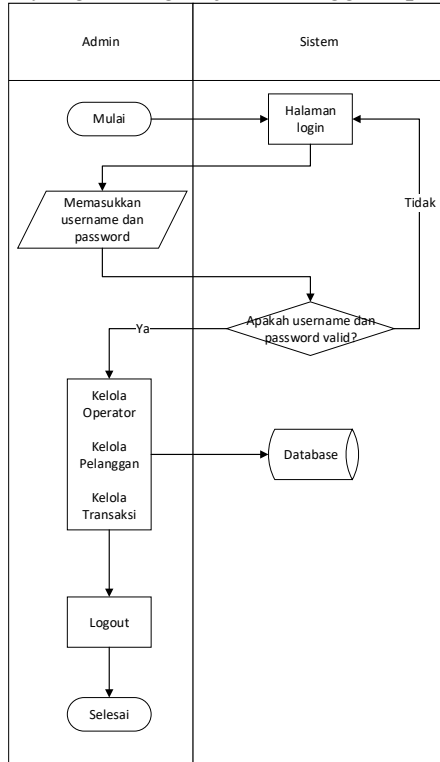 Admin
Sistem
Mulai
Halaman
login
Memasukkan
username dan
password
Tidak
Apakah username dan
password valid?
Ya
Kelola
Operator
Kelola
Pelanggan
Kelola
Transaksi
Database
Logout
Selesai